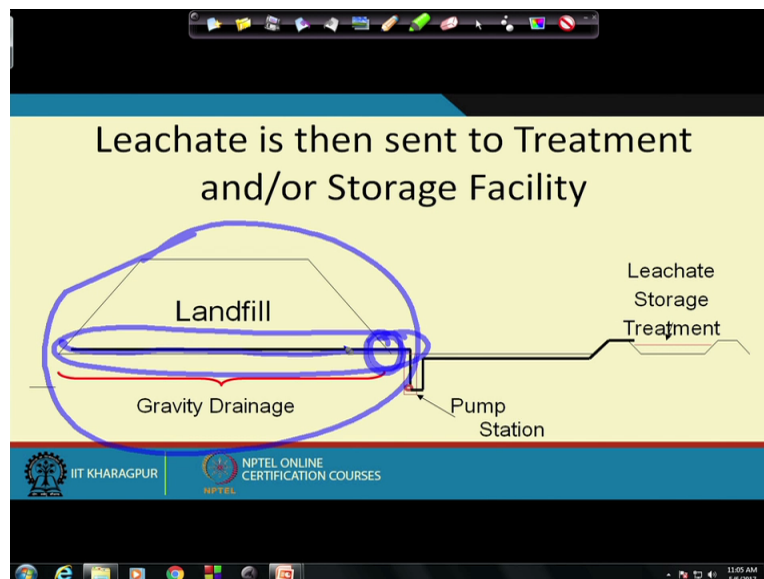 Leachate is then sent to Treatment
and/or Storage Facility
Landfill
Gravity Drainage
Pump
Station
Leachate
Storage
Treatment
IIT KHARAGPUR
NPTEL
NPTEL ONLINE
CERTIFICATION COURSES
11:05 AM